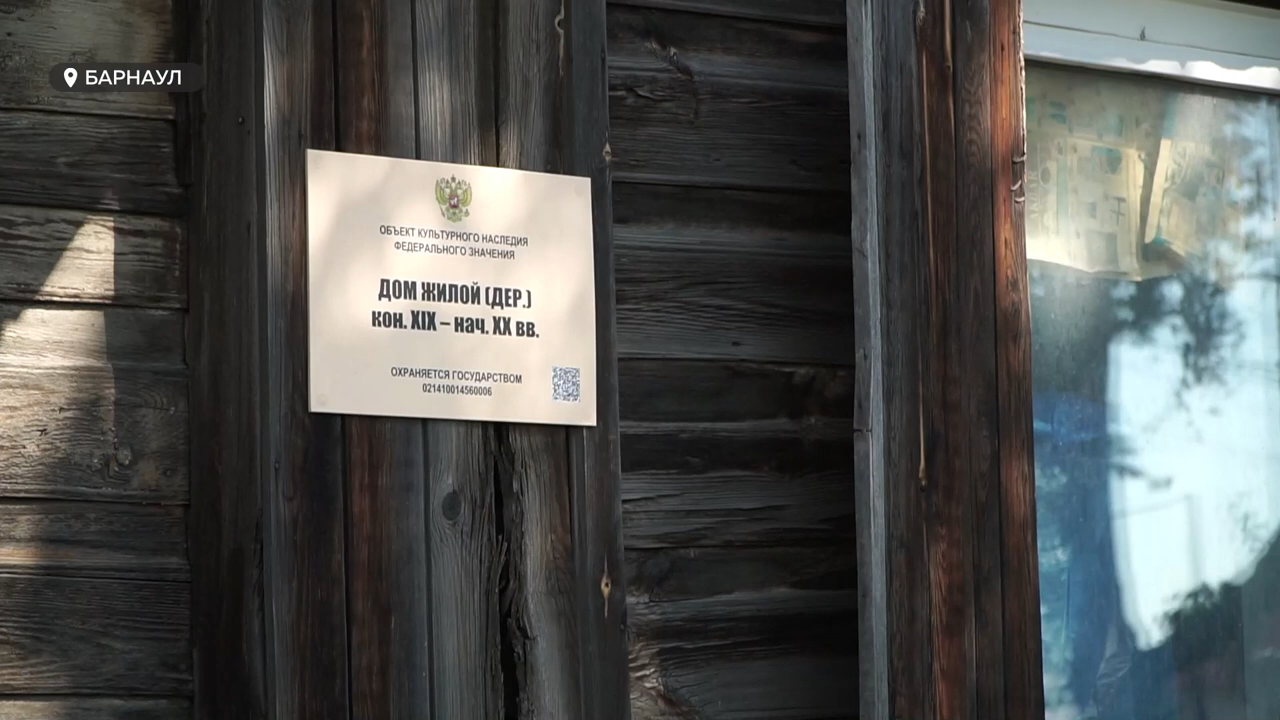 БАРНАУЛ
ОБЪЕКТ КУЛЬТУРНОГО НАСЛЕДИЯ
ФЕДЕРАЛЬНОГО ЗНАЧЕНИЯ
ДОМ ЖИЛОЙ (ДЕР.)
кон. XIX – нач. XX вв.
ОХРАНЯЕТСЯ ГОСУДАРСТВОМ
021410014560006